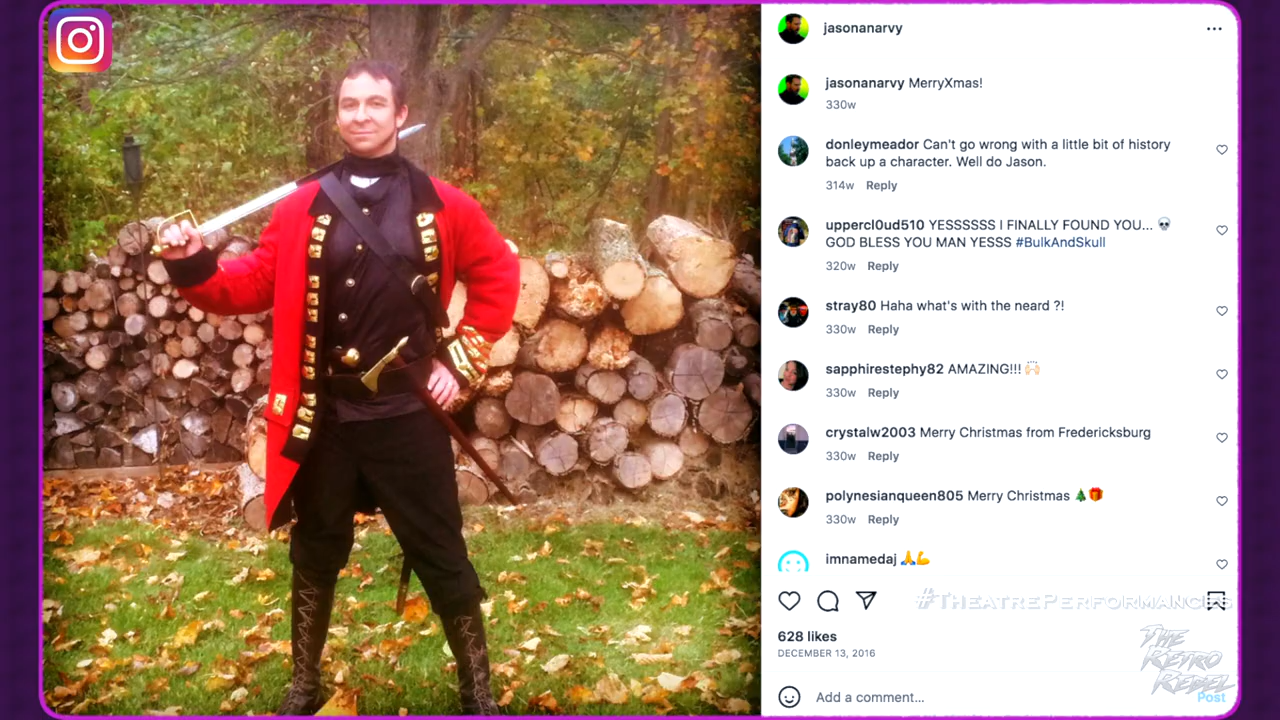 jasonanarvy
jasonanarvy MerryXmas!
330w
donleymeador Can't go wrong with a little bit of history
back up a character. Well do Jason.
314w Reply
uppercl0ud510 YESSSSSS I FINALLY FOUND YOU... 💀
GOD BLESS YOU MAN YESSS #BulkAndSkull
320w Reply
stray80 Haha what's with the neard ?!
330w Reply
sapphirestephy82 AMAZING!!! 🙌🏻
330w Reply
crystalw2003 Merry Christmas from Fredericksburg
330w Reply
polynesianqueen805 Merry Christmas 🎄🎁
330w Reply
imnamedaj 🙏💪
#TheatrePerformances
628 likes
DECEMBER 13, 2016
The
Retro
Rebel
Add a comment...
Post